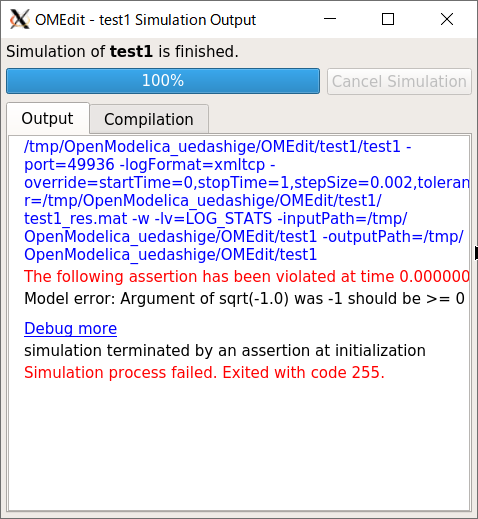 OMEdit - test1 Simulation Output
Simulation of test1 is finished.
100%
Cancel Simulation
Output
Compilation
/tmp/OpenModelica_uedashige/OMEdit/test1/test1 -
port=49936 -logFormat=xmltcp -
override=startTime=0,stopTime=1,stepSize=0.002,toleran
r=/tmp/OpenModelica_uedashige/OMEdit/test1/
test1_res.mat -w -lv=LOG_STATS -inputPath=/tmp/
OpenModelica_uedashige/OMEdit/test1 -outputPath=/tmp/
OpenModelica_uedashige/OMEdit/test1
The following assertion has been violated at time 0.000000
Model error: Argument of sqrt(-1.0) was -1 should be >= 0
Debug more
simulation terminated by an assertion at initialization
Simulation process failed. Exited with code 255.